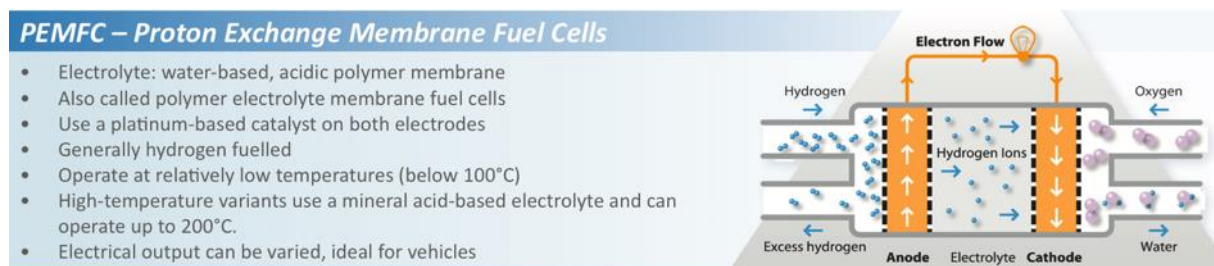 PEMFC – Proton Exchange Membrane Fuel Cells
• Electrolyte: water-based, acidic polymer membrane
• Also called polymer electrolyte membrane fuel cells
• Use a platinum-based catalyst on both electrodes
• Generally hydrogen fuelled
• Operate at relatively low temperatures (below 100°C)
• High-temperature variants use a mineral acid-based electrolyte and can
operate up to 200°C.
• Electrical output can be varied, ideal for vehicles
Electron Flow
Hydrogen
Oxygen
Hydrogen Ions
Excess hydrogen
Anode
Electrolyte
Cathode
Water